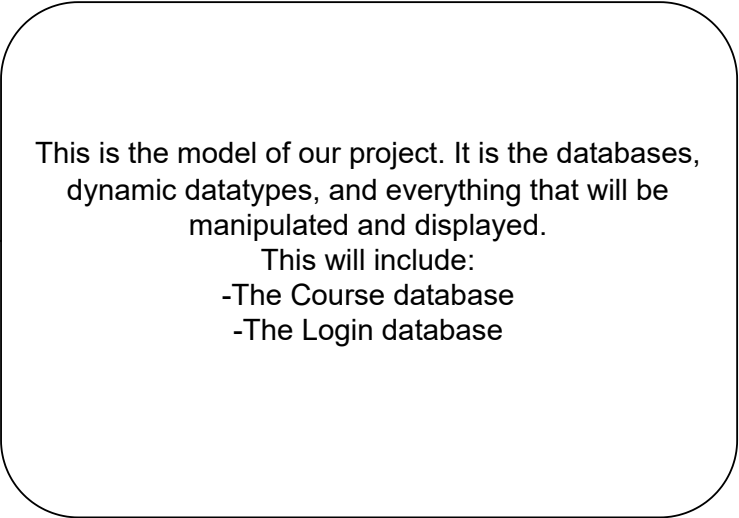 This is the model of our project. It is the databases,
dynamic datatypes, and everything that will be
manipulated and displayed.
This will include:
-The Course database
-The Login database